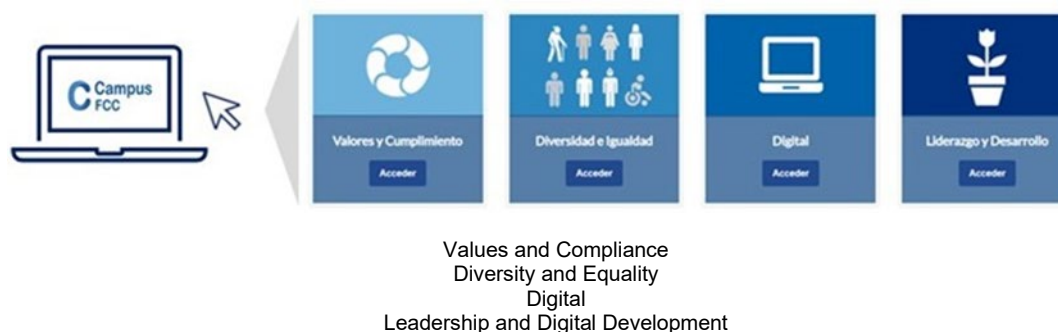 C Campus
FCC
Valores y Cumplimiento
Acceder
Diversidad e Igualdad
Acceder
Digital
Acceder
Liderazgo y Desarrollo
Acceder
Values and Compliance
Diversity and Equality
Digital
Leadership and Digital Development